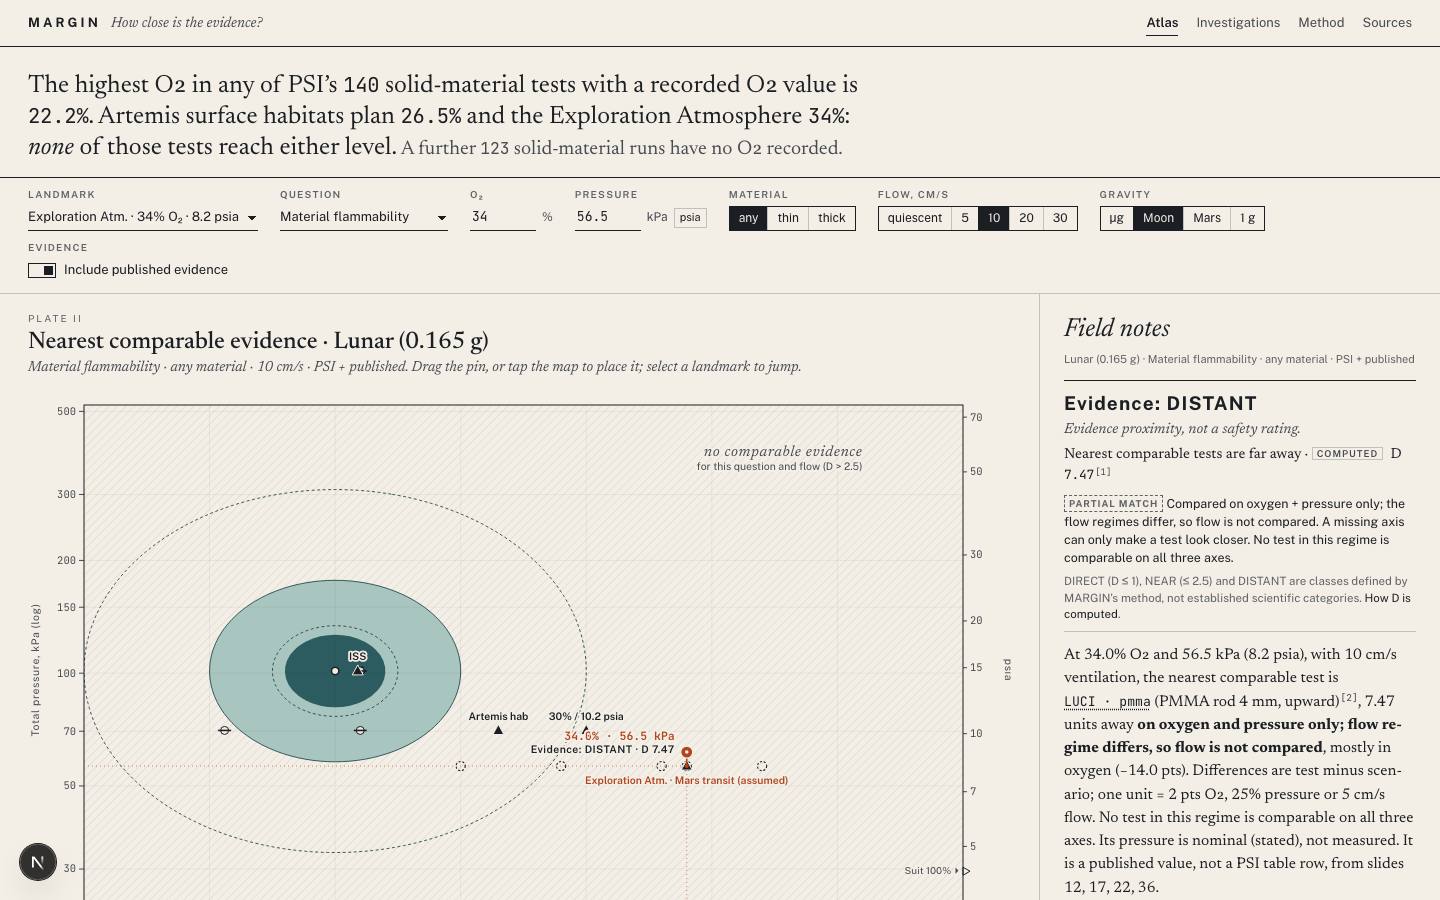 MARGIN How close is the evidence?
Atlas Investigations Method Sources
The highest O2 in any of PSI’s 140 solid-material tests with a recorded O2 value is
22.2%. Artemis surface habitats plan 26.5% and the Exploration Atmosphere 34%:
none of those tests reach either level. A further 123 solid-material runs have no O2 recorded.
LANDMARK
Exploration Atm. · 34% O₂ · 8.2 psia
QUESTION
Material flammability
O₂
34 %
PRESSURE
56.5 kPa psia
MATERIAL
any thin thick
FLOW, CM/S
quiescent 5 10 20 30
GRAVITY
µg Moon Mars 1 g
EVIDENCE
Include published evidence
PLATE II
Nearest comparable evidence · Lunar (0.165 g)
Material flammability · any material · 10 cm/s · PSI + published. Drag the pin, or tap the map to place it; select a landmark to jump.
500
300
200
150
100
70
50
30
Total pressure, kPa (log)
70
50
30
20
15
10
7
5
psia
no comparable evidence
for this question and flow (D > 2.5)
ISS
Artemis hab
30% / 10.2 psia
34.0% · 56.5 kPa
Evidence: DISTANT · D 7.47
Exploration Atm. · Mars transit (assumed)
Suit 100%
N
Field notes
Lunar (0.165 g) · Material flammability · any material · PSI + published
Evidence: DISTANT
Evidence proximity, not a safety rating.
Nearest comparable tests are far away · COMPUTED D
7.47[1]
PARTIAL MATCH Compared on oxygen + pressure only; the
flow regimes differ, so flow is not compared. A missing axis
can only make a test look closer. No test in this regime is
comparable on all three axes.
DIRECT (D ≤ 1), NEAR (≤ 2.5) and DISTANT are classes defined by
MARGIN’s method, not established scientific categories. How D is
computed.
At 34.0% O2 and 56.5 kPa (8.2 psia), with 10 cm/s
ventilation, the nearest comparable test is
LUCI · pmma (PMMA rod 4 mm, upward)[2], 7.47
units away on oxygen and pressure only; flow re-
gime differs, so flow is not compared, mostly in
oxygen (−14.0 pts). Differences are test minus scen-
ario; one unit = 2 pts O2, 25% pressure or 5 cm/s
flow. No test in this regime is comparable on all three
axes. Its pressure is nominal (stated), not measured. It
is a published value, not a PSI table row, from slides
12, 17, 22, 36.